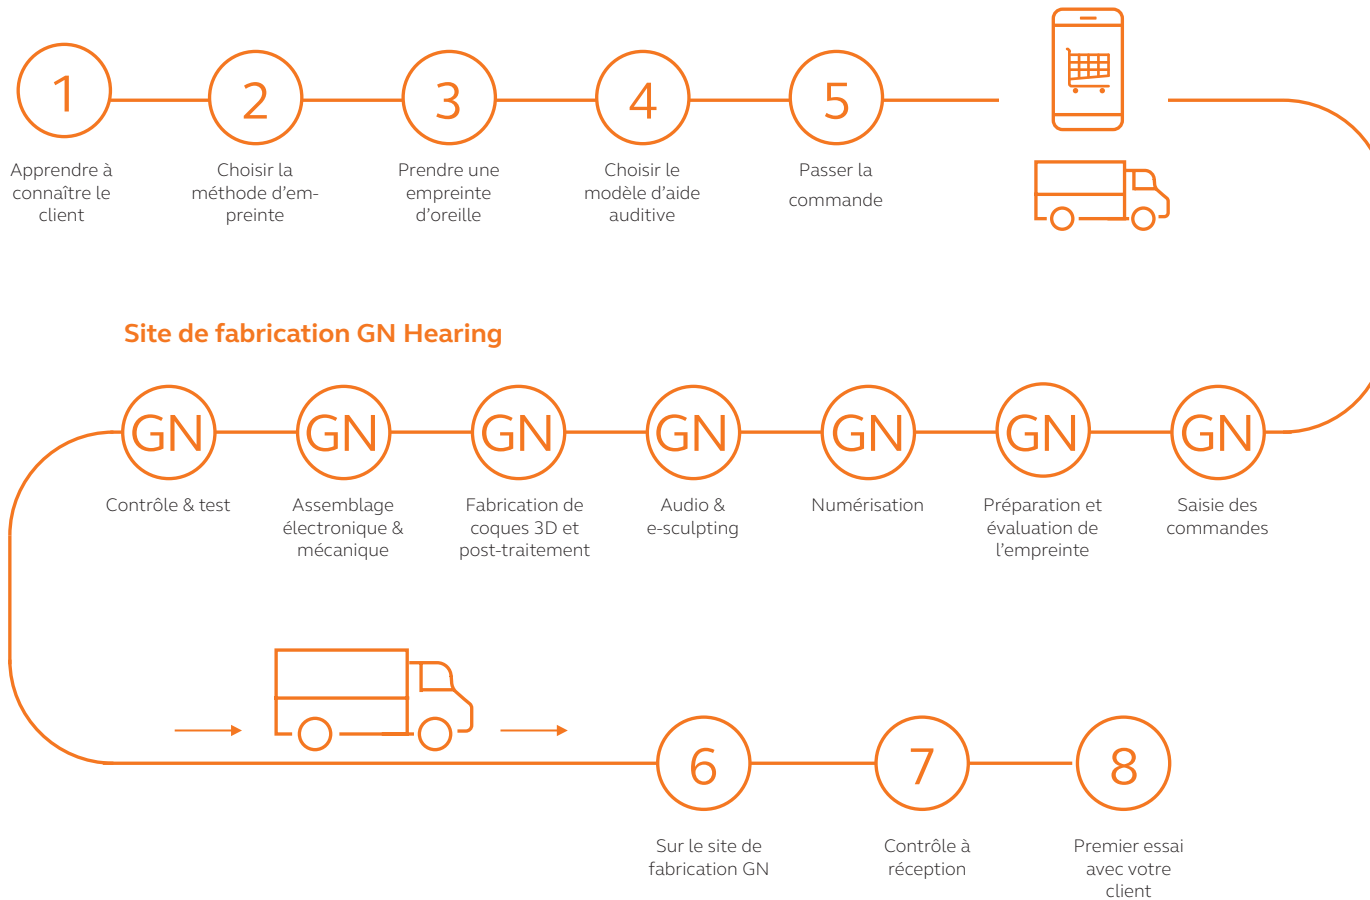 1
Apprendre à
connaître le
client
2
Choisir la
méthode d'em-
preinte
3
Prendre une
empreinte
d'oreille
4
Choisir le
modèle d'aide
auditive
5
Passer la
commande
Site de fabrication GN Hearing
GN
Contrôle & test
GN
Assemblage
électronique &
mécanique
GN
Fabrication de
coques 3D et
post-traitement
GN
Audio &
e-sculpting
GN
Numérisation
GN
Préparation et
évaluation de
l'empreinte
GN
Saisie des
commandes
6
Sur le site de
fabrication GN
7
Contrôle à
réception
8
Premier essai
avec votre
client